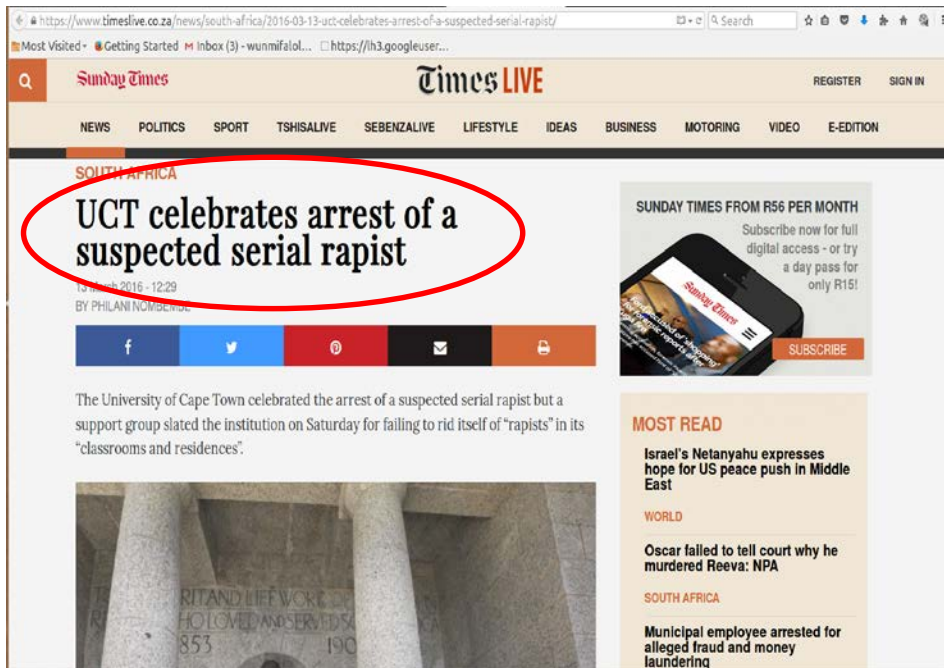 https://www.timeslive.co.za/news/south-africa/2016-03-13-uct-celebrates-arrest-of-a-suspected-serial-rapist/
Search
Most Visited
Getting Started
Inbox (3) - wunmifalol...
https://lh3.googleuser...
Sunday Times
Times LIVE
REGISTER
SIGN IN
NEWS
POLITICS
SPORT
TSHISALIVE
SEBENZALIVE
LIFESTYLE
IDEAS
BUSINESS
MOTORING
VIDEO
E-EDITION
SOUTH AFRICA
UCT celebrates arrest of a
suspected serial rapist
13 March 2016 - 12:29
BY PHILANI NOMBEMBE
The University of Cape Town celebrated the arrest of a suspected serial rapist but a
support group slated the institution on Saturday for failing to rid itself of “rapists” in its
“classrooms and residences”.
RIT AND LIFE WORK
HO LOVED AND SERVED SO
853 190
SUNDAY TIMES FROM R56 PER MONTH
Subscribe now for full
digital access - or try
a day pass for
only R15!
Sunday Times
SUBSCRIBE
MOST READ
Israel's Netanyahu expresses
hope for US peace push in Middle
East
WORLD
Oscar failed to tell court why he
murdered Reeva: NPA
SOUTH AFRICA
Municipal employee arrested for
alleged fraud and money
laundering